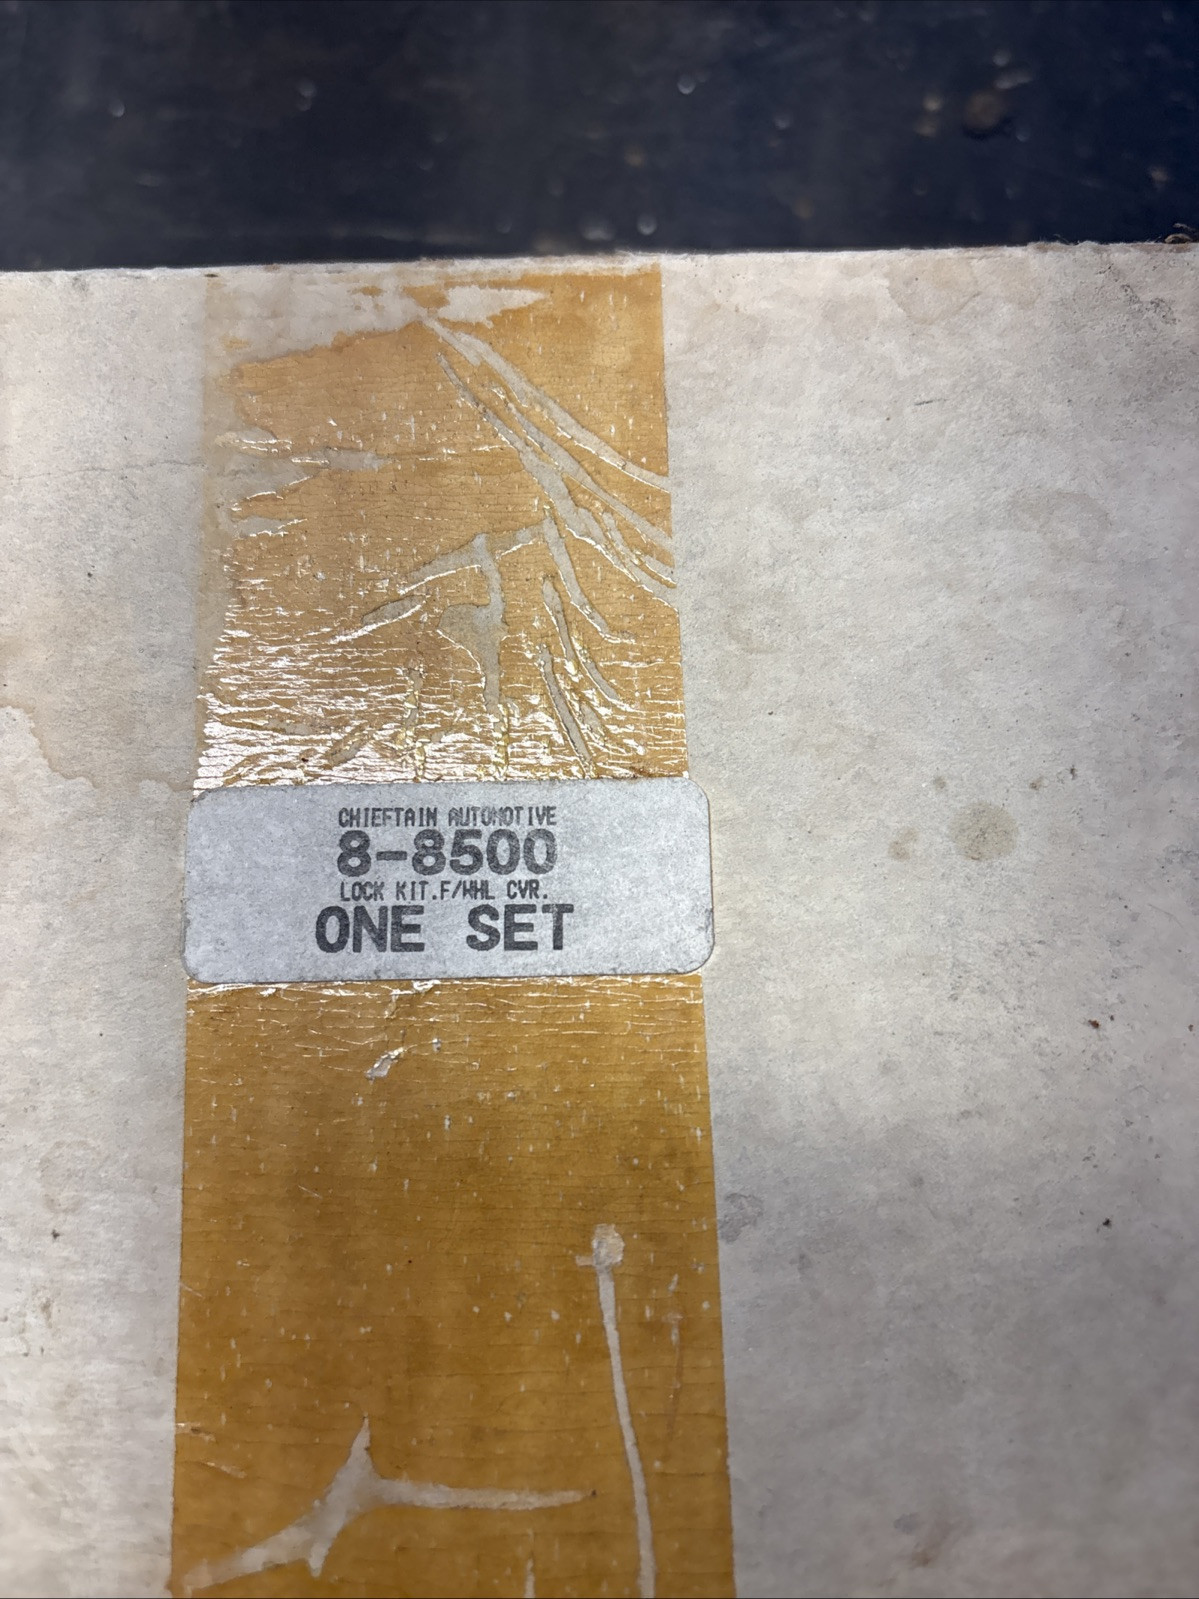 CHIEFTAIN AUTOMOTIVE
8-8500
LOCK KIT.F/WHL CVR.
ONE SET